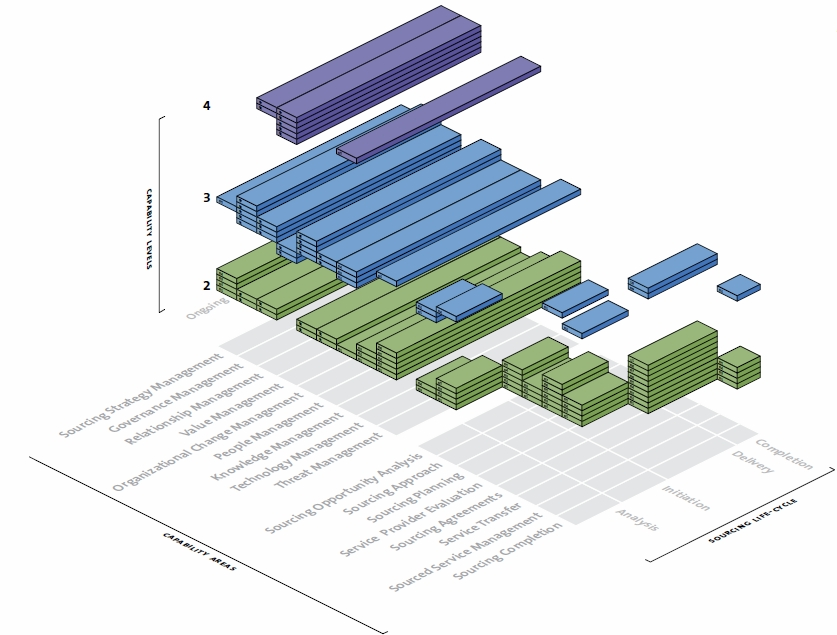 4
CAPABILITY LEVELS
3
2
Ongoing
Sourcing Strategy Management
Governance Management
Relationship Management
Value Management
Organizational Change Management
People Management
Knowledge Management
Technology Management
Threat Management
Sourcing Opportunity Analysis
Sourcing Approach
Sourcing Planning
Service Provider Evaluation
Sourcing Agreements
Service Transfer
Sourced Service Management
Sourcing Completion
Analysis
Initiation
Delivery
Completion
CAPABILITY AREAS
SOURCING LIFE-CYCLE